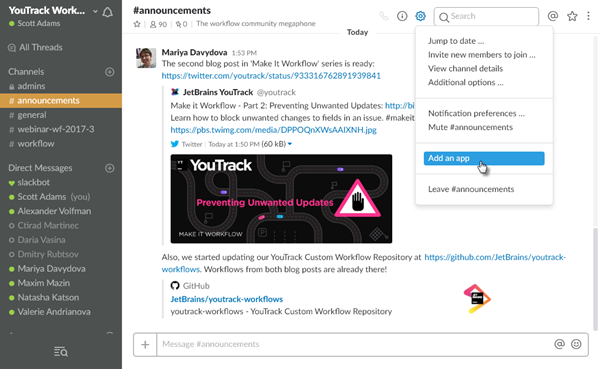 YouTrack Work...
Scott Adams
All Threads
Channels
admins
# announcements
# general
# webinar-wf-2017-3
# workflow
Direct Messages
slackbot
Scott Adams (you)
Alexander Volfman
Ctirad Martinec
Daria Vasina
Dmitry Rubtsov
Mariya Davydova
Maxim Mazin
Natasha Katson
Valerie Andrianova
#announcements
90
0
The workflow community megaphone
Search
Today
Mariya Davydova 1:53 PM
The second blog post in 'Make It Workflow' series is ready:
https://twitter.com/youtrack/status/933316762891939841
JetBrains YouTrack @youtrack
Make it Workflow - Part 2: Preventing Unwanted Updates: http://bi
Learn how to block unwanted changes to fields in an issue. #makeit
https://pbs.twimg.com/media/DPPOQnXWsAAIXNH.jpg
Twitter Today at 1:50 PM (60 kB)
YouTrack
Preventing Unwanted Updates
MAKE IT WORKFLOW
Also, we started updating our YouTrack Custom Workflow Repository at https://github.com/JetBrains/youtrack-
workflows. Workflows from both blog posts are already there!
GitHub
JetBrains/youtrack-workflows
youtrack-workflows - YouTrack Custom Workflow Repository
Message #announcements
Jump to date ...
Invite new members to join ...
View channel details
Additional options ...
Notification preferences ...
Mute #announcements
Add an app
Leave #announcements